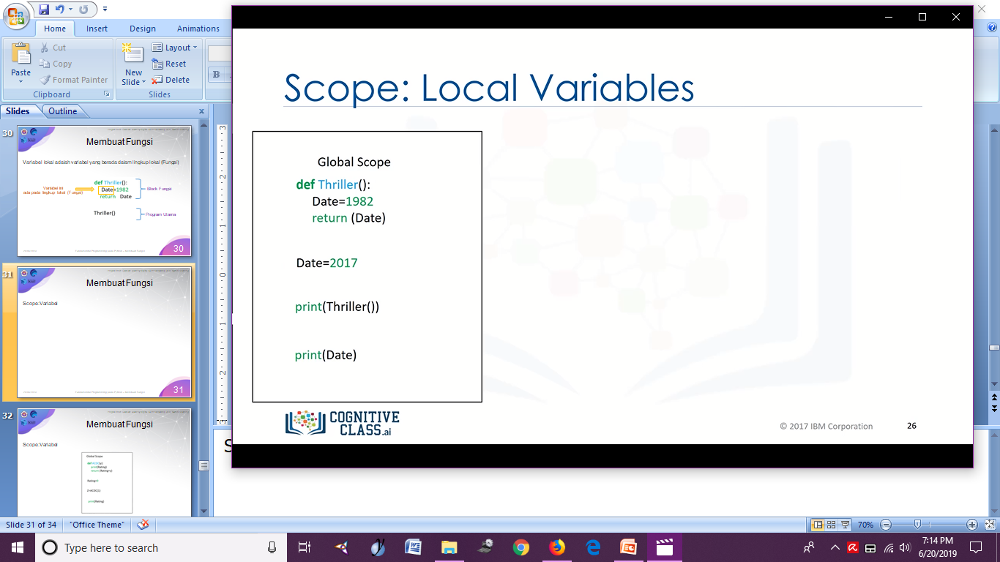 Home Insert Design Animations
Paste
Cut
Copy
Format Painter
Clipboard
New
Slide
Layout
Reset
Delete
Slides
B
Slides Outline
30
Membuat Fungsi
Variabel lokal adalah variabel yang berada dalam lingkup lokal (Fungsi)
Variabel ini
ada pada lingkup lokal (Fungsi)
def Thriller():
Date=1982
return Date
Block Fungsi
Thriller()
Program Utama
30
31
Membuat Fungsi
Scope:Variabel
31
32
Membuat Fungsi
Scope:Variabel
Global Scope
print(Rating)
Scope: Local Variables
Global Scope
def Thriller():
Date=1982
return (Date)
Date=2017
print(Thriller())
print(Date)
COGNITIVE
CLASS.ai
© 2017 IBM Corporation
26
S
Slide 31 of 34
"Office Theme"
70%
Type here to search
7:14 PM
6/20/2019